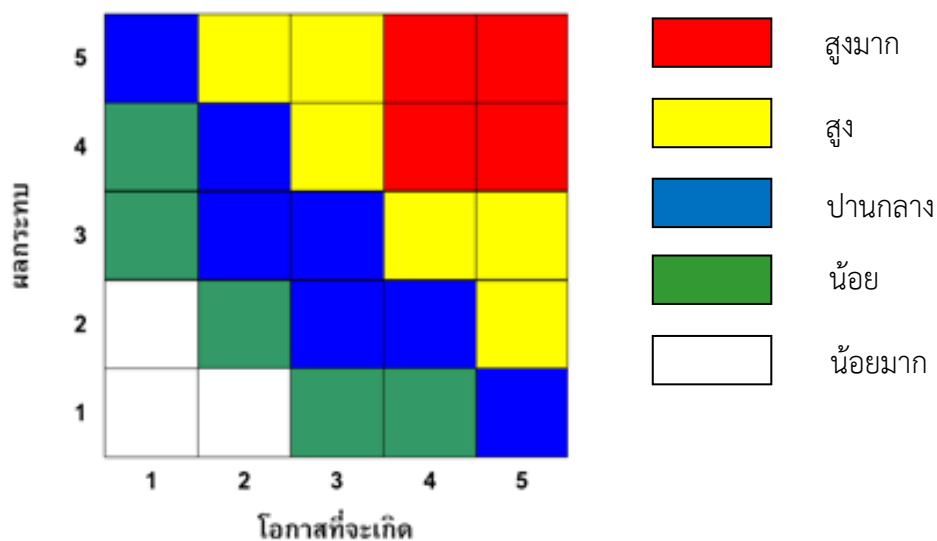 5
4
3
2
1
ผลกระทบ
1 2 3 4 5
โอกาสที่จะเกิด
สูงมาก
สูง
ปานกลาง
น้อย
น้อยมาก